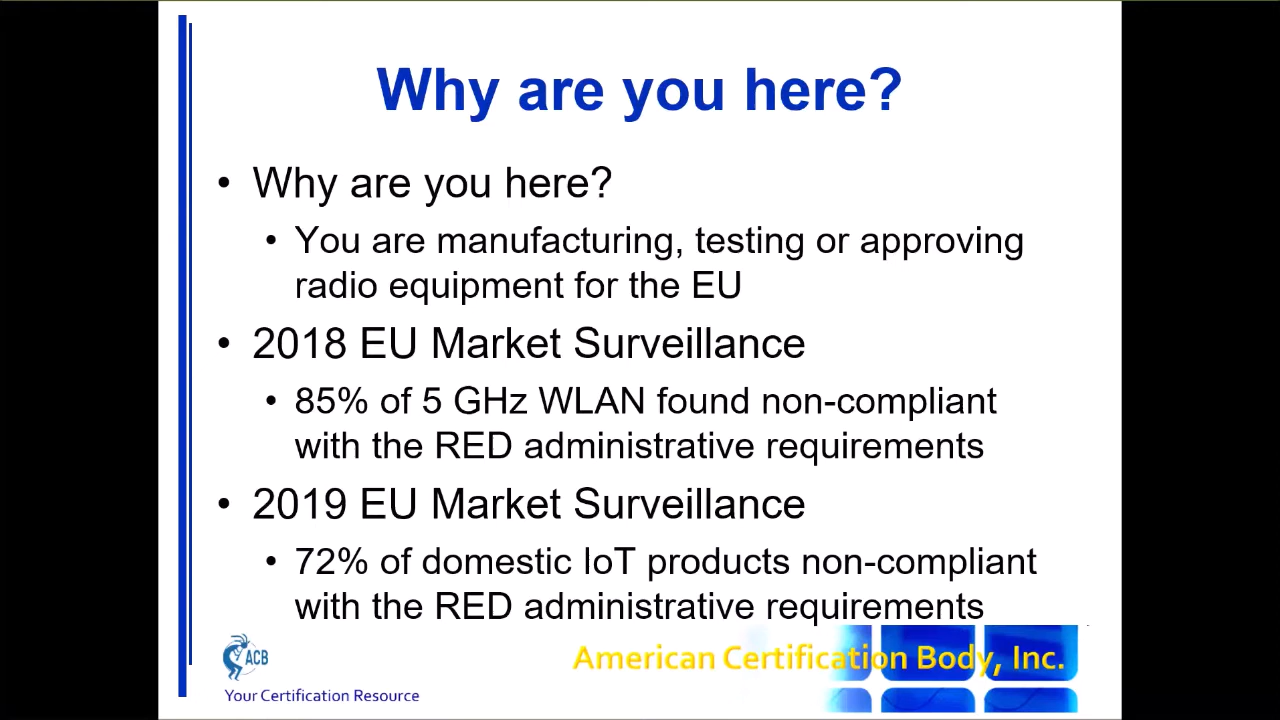 Why are you here?
• Why are you here?
• You are manufacturing, testing or approving
radio equipment for the EU
• 2018 EU Market Surveillance
• 85% of 5 GHz WLAN found non-compliant
with the RED administrative requirements
• 2019 EU Market Surveillance
• 72% of domestic IoT products non-compliant
with the RED administrative requirements
ACB
American Certification Body, Inc.
Your Certification Resource